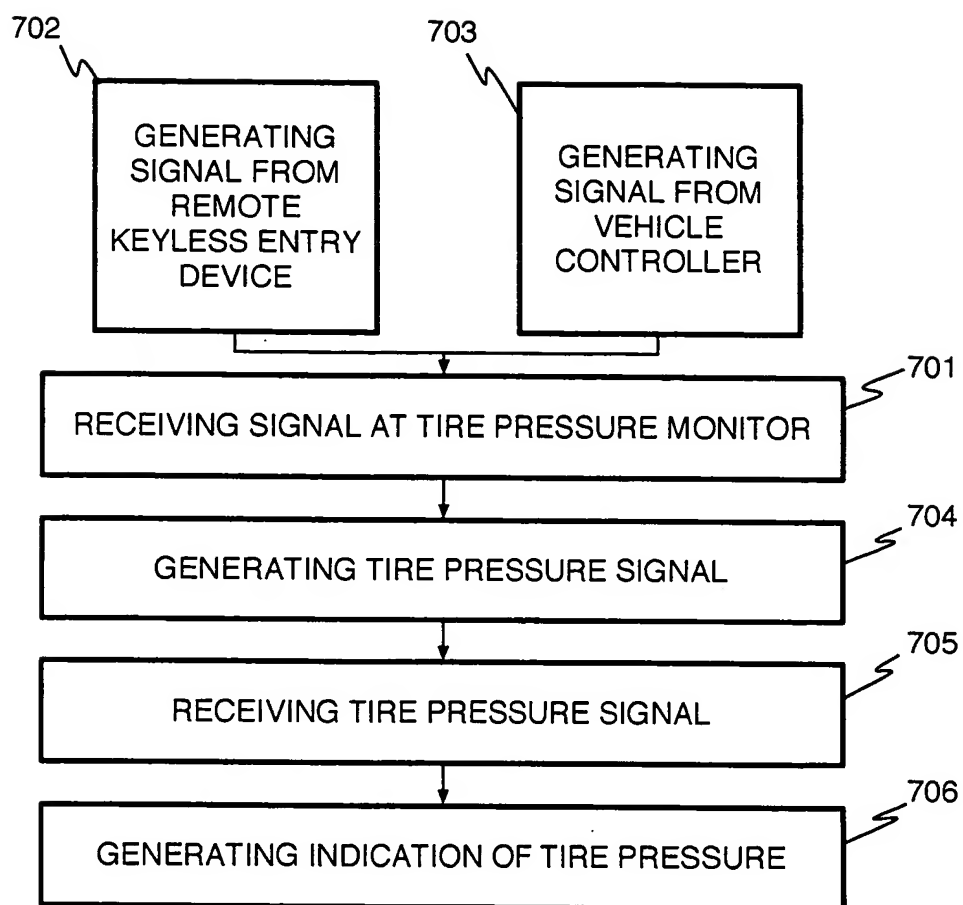 702
703
GENERATING
SIGNAL FROM
REMOTE
KEYLESS ENTRY
DEVICE
GENERATING
SIGNAL FROM
VEHICLE
CONTROLLER
701
RECEIVING SIGNAL AT TIRE PRESSURE MONITOR
704
GENERATING TIRE PRESSURE SIGNAL
705
RECEIVING TIRE PRESSURE SIGNAL
706
GENERATING INDICATION OF TIRE PRESSURE